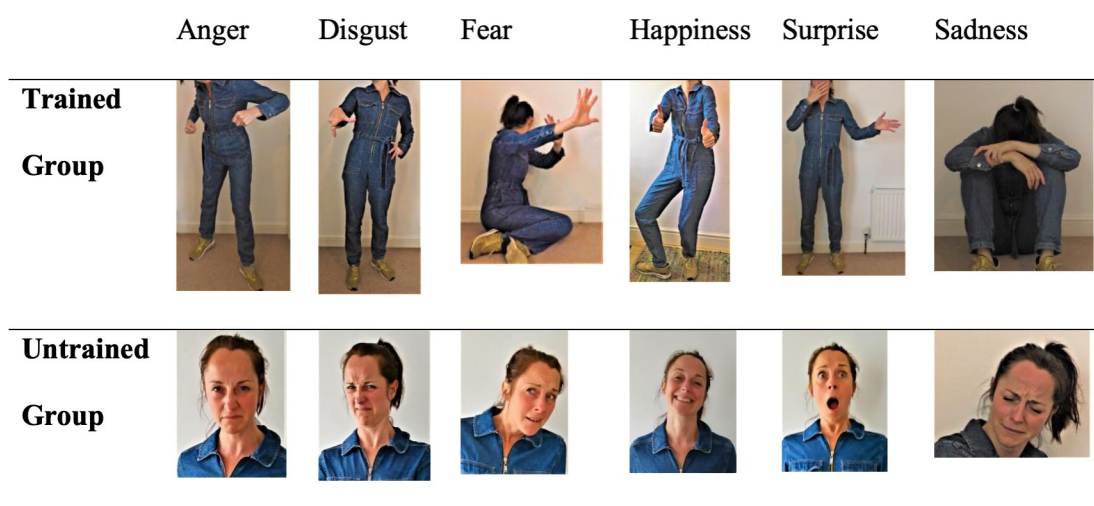 Anger Disgust Fear Happiness Surprise Sadness
Trained
Group
Untrained
Group